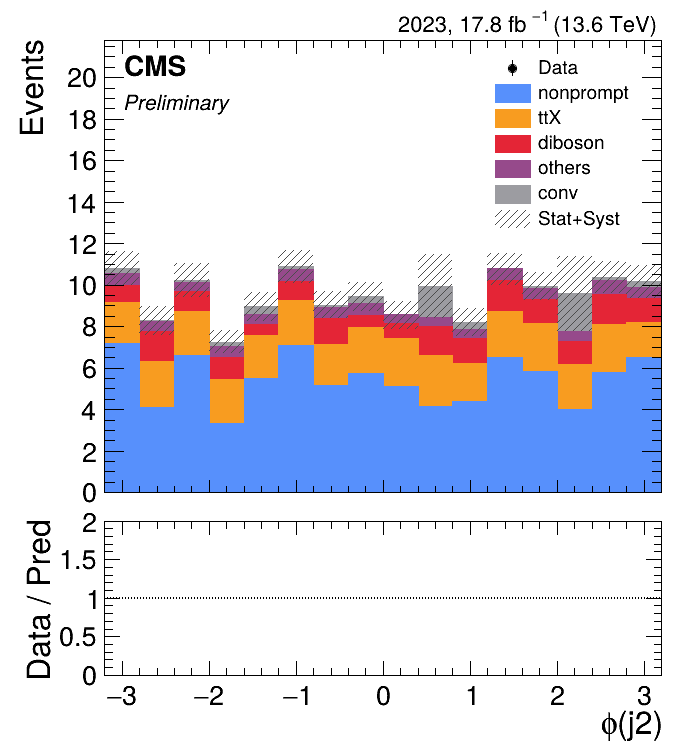 2023, 17.8 fb⁻¹ (13.6 TeV)
Events
CMS
Preliminary
Data
nonprompt
ttX
diboson
others
conv
Stat+Syst
20
18
16
14
12
10
8
6
4
2
0
Data / Pred
2
1.5
1
0.5
0
−3 −2 −1 0 1 2 3
ϕ(j2)